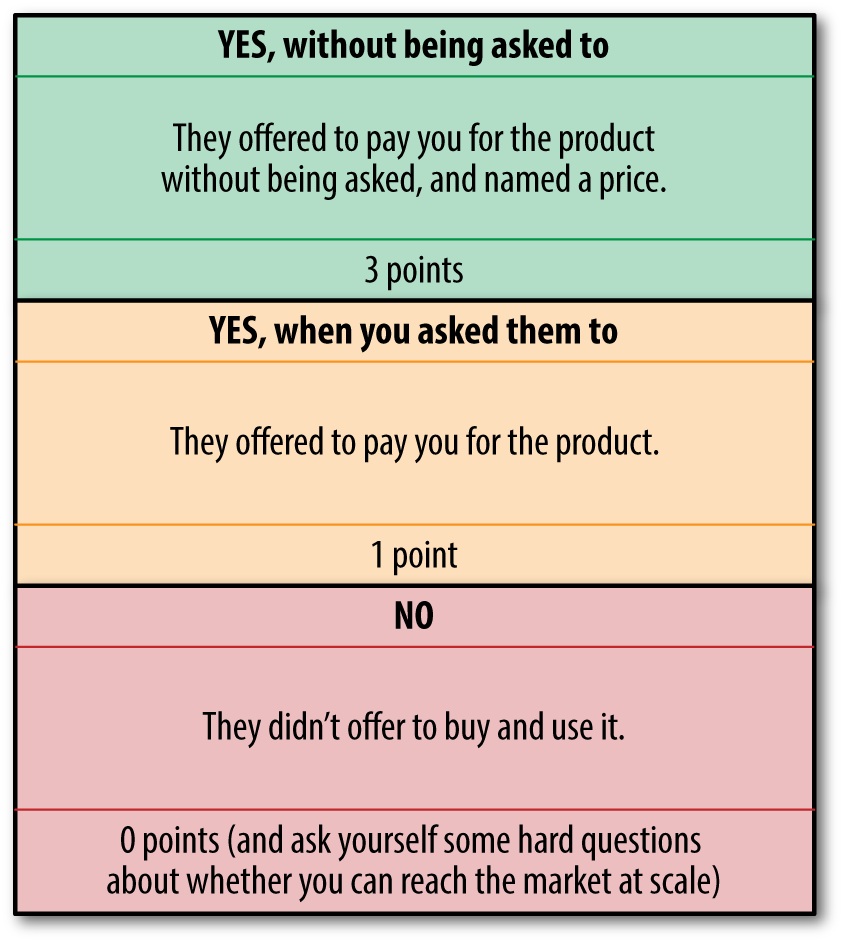 YES, without being asked to
They offered to pay you for the product
without being asked, and named a price.
3 points
YES, when you asked them to
They offered to pay you for the product.
1 point
NO
They didn’t offer to buy and use it.
0 points (and ask yourself some hard questions
about whether you can reach the market at scale)